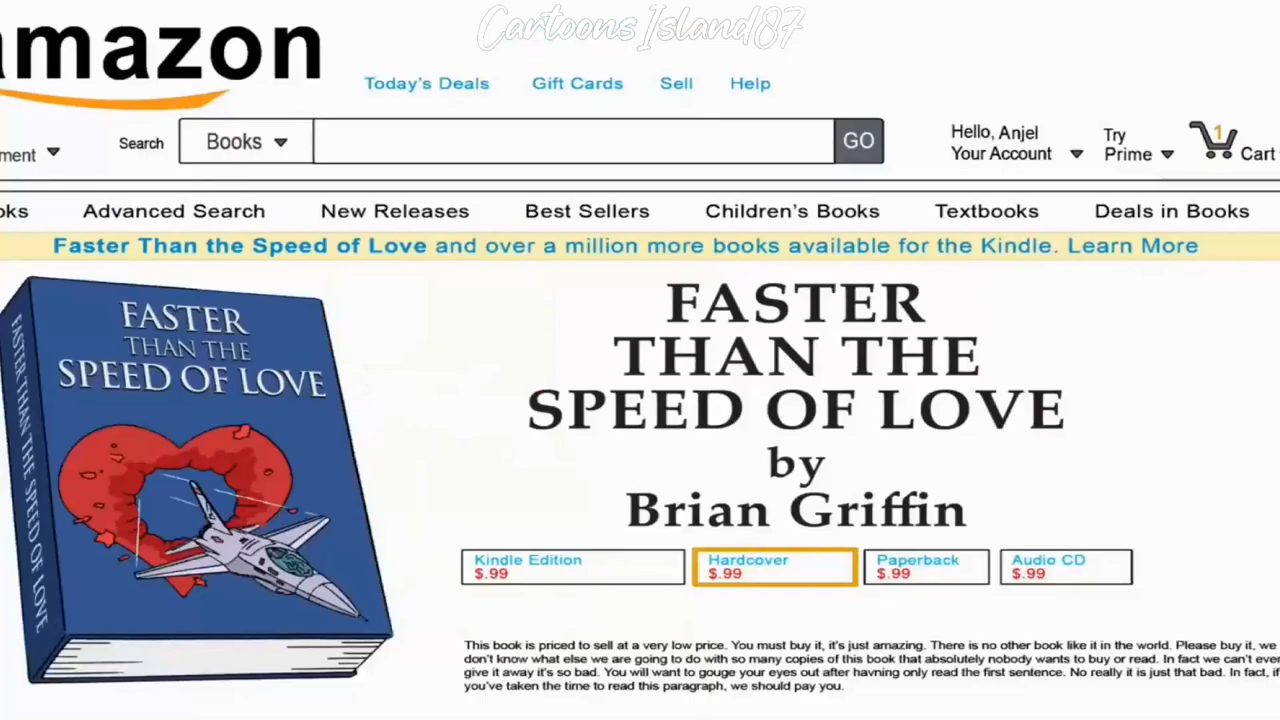 Cartoons Island87
amazon
Today's Deals Gift Cards Sell Help
Search Books GO
Hello, Anjel
Your Account
Try
Prime
1
Cart
Advanced Search New Releases Best Sellers Children's Books Textbooks Deals in Books
Faster Than the Speed of Love and over a million more books available for the Kindle. Learn More
FASTER
THAN THE
SPEED OF LOVE
FASTER THAN THE SPEED OF LOVE
FASTER
THAN THE
SPEED OF LOVE
by
Brian Griffin
Kindle Edition
$.99
Hardcover
$.99
Paperback
$.99
Audio CD
$.99
This book is priced to sell at a very low price. You must buy it, it's just amazing. There is no other book like it in the world. Please buy it, we
don't know what else we are going to do with so many copies of this book that absolutely nobody wants to buy or read. In fact we can't ever
give it away it's so bad. You will want to gouge your eyes out after havning only read the first sentence. No really it is just that bad. In fact, if
you've taken the time to read this paragraph, we should pay you.